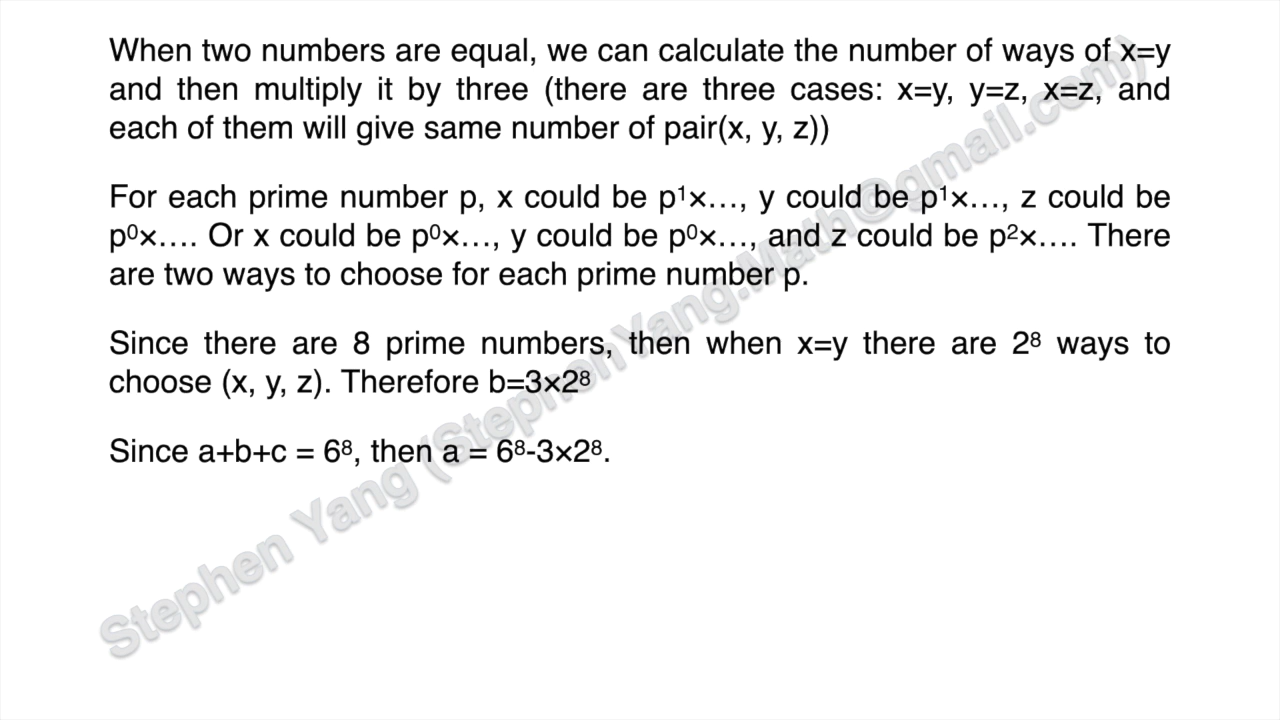 When two numbers are equal, we can calculate the number of ways of x=y
and then multiply it by three (there are three cases: x=y, y=z, x=z, and
each of them will give same number of pair(x, y, z))
For each prime number p, x could be p¹×…, y could be p¹×…, z could be
p⁰×…. Or x could be p⁰×…, y could be p⁰×…, and z could be p²×…. There
are two ways to choose for each prime number p.
Since there are 8 prime numbers, then when x=y there are 2⁸ ways to
choose (x, y, z). Therefore b=3×2⁸
Since a+b+c = 6⁸, then a = 6⁸-3×2⁸.
Stephen Yang (StephenYang.Math@gmail.com)